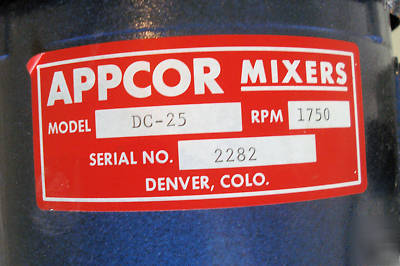 APPCOR MIXERS
MODEL DC-25 RPM 1750
SERIAL NO. 2282
DENVER, COLO.